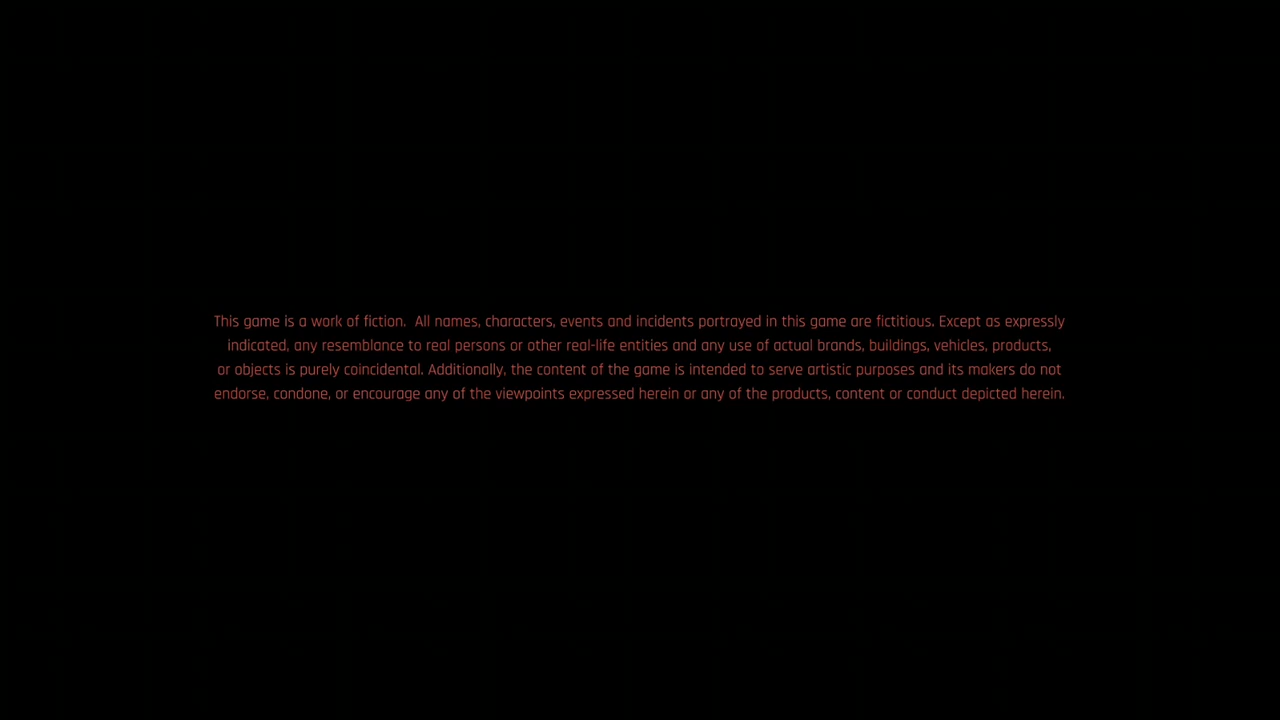 This game is a work of fiction.  All names, characters, events and incidents portrayed in this game are fictitious. Except as expressly
indicated, any resemblance to real persons or other real-life entities and any use of actual brands, buildings, vehicles, products,
or objects is purely coincidental. Additionally, the content of the game is intended to serve artistic purposes and its makers do not
endorse, condone, or encourage any of the viewpoints expressed herein or any of the products, content or conduct depicted herein.